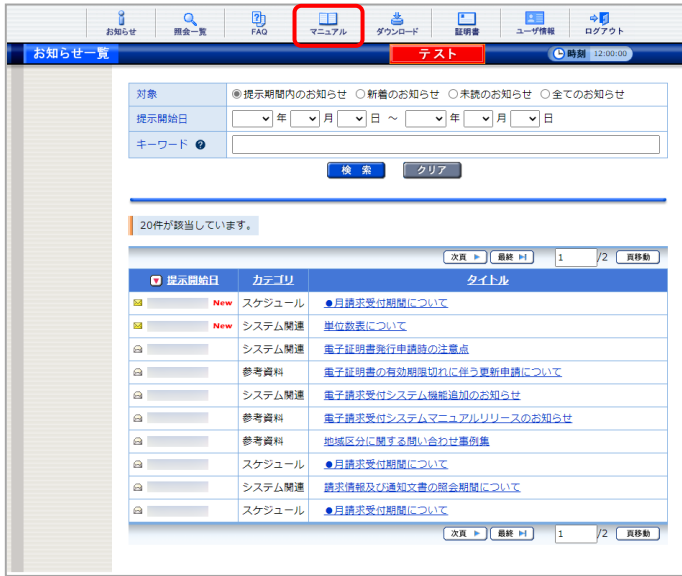 お知らせ 照会一覧 FAQ マニュアル ダウンロード 証明書 ユーザ情報 ログアウト
お知らせ一覧 テスト 時刻 12:00:00
対象 提示期間内のお知らせ 新着のお知らせ 未読のお知らせ 全てのお知らせ
提示開始日 年 月 日 ～ 年 月 日
キーワード ?
検 索 クリア
20件が該当しています。
次頁 最終 1 /2 頁移動
提示開始日 カテゴリ タイトル
New スケジュール ●月請求受付期間について
New システム関連 単位数表について
システム関連 電子証明書発行申請時の注意点
参考資料 電子証明書の有効期限切れに伴う更新申請について
システム関連 電子請求受付システム機能追加のお知らせ
参考資料 電子請求受付システムマニュアルリリースのお知らせ
参考資料 地域区分に関する問い合わせ事例集
スケジュール ●月請求受付期間について
システム関連 請求情報及び通知文書の照会期間について
スケジュール ●月請求受付期間について
次頁 最終 1 /2 頁移動